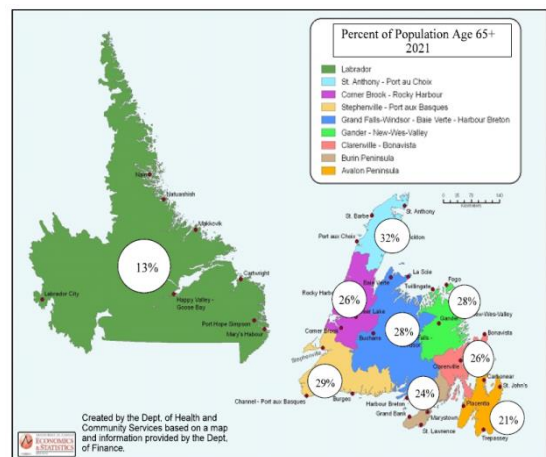 Percent of Population Age 65+
2021
Labrador
St. Anthony - Port au Choix
Corner Brook - Rocky Harbour
Stephenville - Port aux Basques
Grand Falls-Windsor - Baie Verte - Harbour Breton
Gander - New-Wes-Valley
Clarenville - Bonavista
Burin Peninsula
Avalon Peninsula
Nain
Natuashish
Makkovik
Cartwright
13%
Labrador City
Happy Valley -
Goose Bay
Port Hope Simpson
Mary's Harbour
St. Anthony
St. Barbe
32%
Port au Choix
La Scie
Baie Verte
Twillingate
Fogo
Rocky Harbour
26%
28%
New-Wes-Valley
Gander
28%
Corner Brook
Buchans
Bonavista
26%
Stephenville
Clarenville
Carbonear
St. John's
29%
24%
Channel - Port aux Basques
Burgeo
Harbour Breton
Grand Bank
Marystown
Placentia
21%
St. Lawrence
Trepassey
Created by the Dept. of Health and
Community Services based on a map
and information provided by the Dept.
of Finance.
ECONOMICS
& STATISTICS